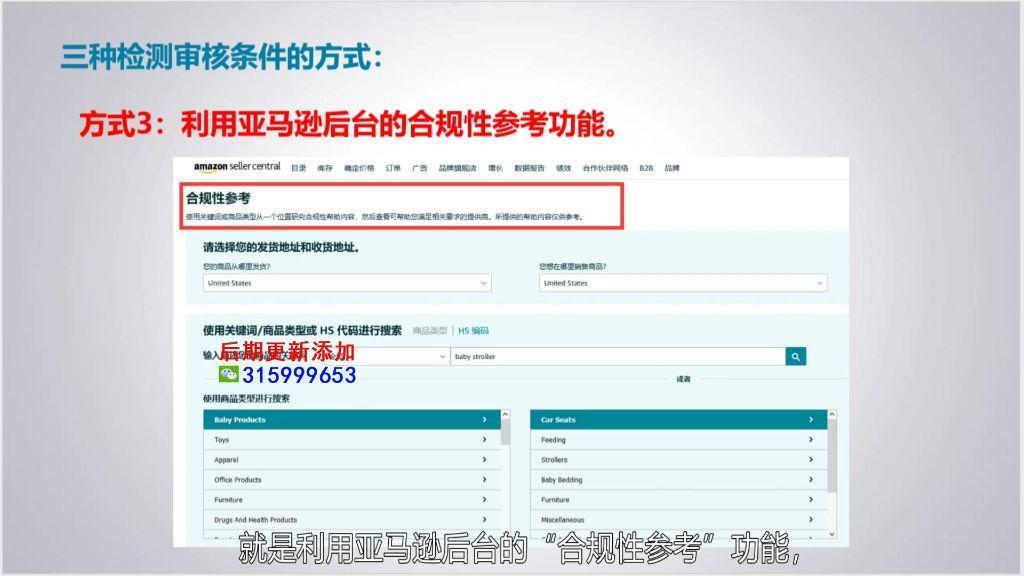 三种检测审核条件的方式：
方式3：利用亚马逊后台的合规性参考功能。
amazon seller central 目录 库存 确定价格 订单 广告 品牌旗舰店 增长 数据报告 绩效 合作伙伴网络 B2B 品牌
合规性参考
使用关键词或商品类型从一个位置研究合规性帮助内容，然后查看可帮助您满足相关要求的提供商。所提供的帮助内容仅供参考。
请选择您的发货地址和收货地址。
您的商品从哪里发货? 您想在哪里销售商品?
United States United States
使用关键词/商品类型或 HS 代码进行搜索 商品类型 | HS 编码
后期更新添加
baby stroller
315999653
或者
使用商品类型进行搜索
Baby Products Car Seats
Toys Feeding
Apparel Strollers
Office Products Baby Bedding
Furniture Furniture
Drugs And Health Products Miscellaneous
就是利用亚马逊后台的“合规性参考”功能，